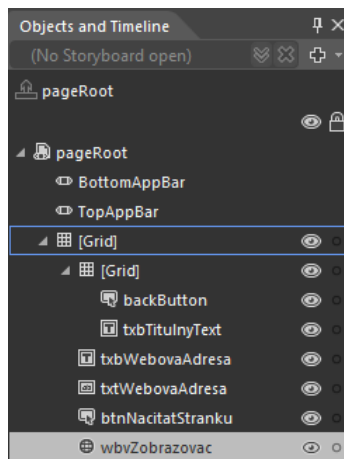 Objects and Timeline
(No Storyboard open)
pageRoot
pageRoot
BottomAppBar
TopAppBar
[Grid]
[Grid]
backButton
txbTitulnyText
txbWebovaAdresa
txtWebovaAdresa
btnNacitatStranku
wbvZobrazovac